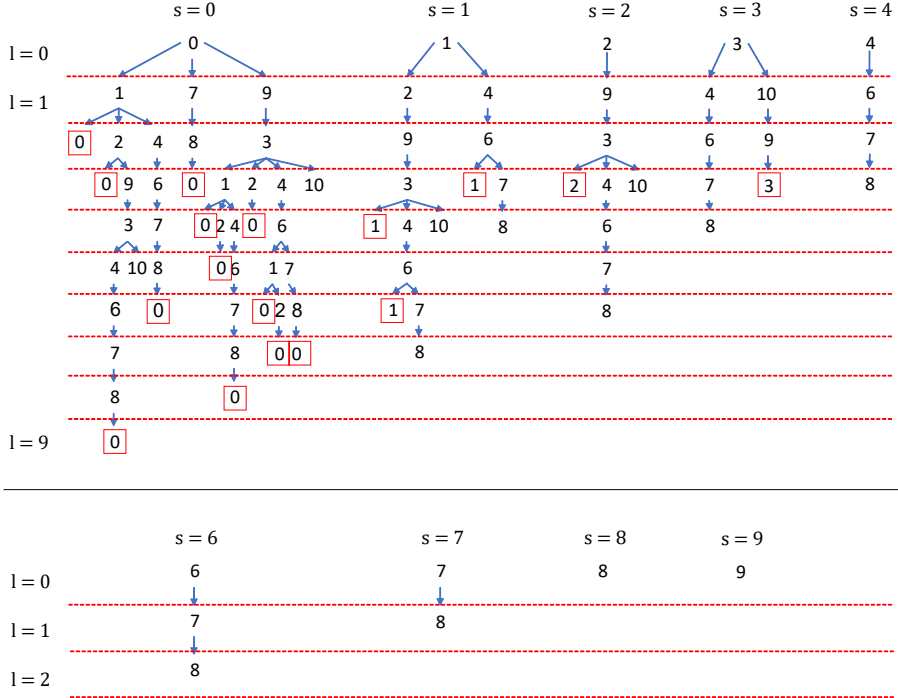 s = 0 s = 1 s = 2 s = 3 s = 4
l = 0 0 1 2 3 4
l = 1 1 7 9 2 4 9 4 10 6
0 2 4 8 3 9 6 3 6 9 7
0 9 6 0 1 2 4 10 3 1 7 2 4 10 7 3 8
3 7 0 2 4 0 6 1 4 10 8 6 8
4 10 8 0 6 1 7 6 7
6 0 7 0 2 8 1 7 8
7 8 0 0 8
8 0
l = 9 0
s = 6 s = 7 s = 8 s = 9
l = 0 6 7 8 9
l = 1 7 8
l = 2 8